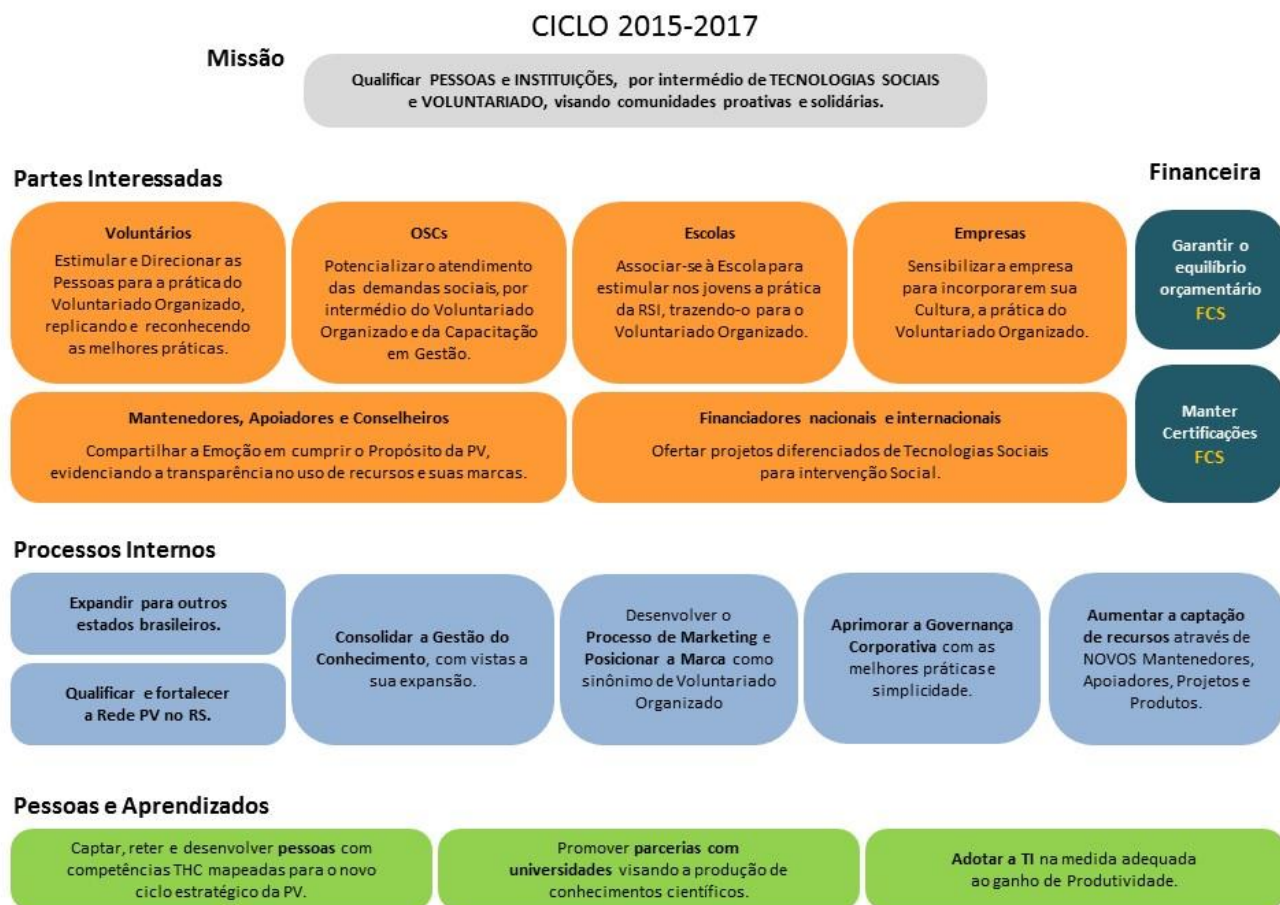 CICLO 2015-2017
Missão
Qualificar PESSOAS e INSTITUIÇÕES, por intermédio de TECNOLOGIAS SOCIAIS
e VOLUNTARIADO, visando comunidades proativas e solidárias.
Partes Interessadas
Voluntários
Estimular e Direcionar as
Pessoas para a prática do
Voluntariado Organizado,
replicando e reconhecendo
as melhores práticas.
OSCs
Potencializar o atendimento
das demandas sociais, por
intermédio do Voluntariado
Organizado e da Capacitação
em Gestão.
Escolas
Associar-se à Escola para
estimular nos jovens a prática
da RSI, trazendo-o para o
Voluntariado Organizado.
Empresas
Sensibilizar a empresa
para incorporar em sua
Cultura, a prática do
Voluntariado Organizado.
Mantenedores, Apoiadores e Conselheiros
Compartilhar a Emoção em cumprir o Propósito da PV,
evidenciando a transparência no uso de recursos e suas marcas.
Financiadores nacionais e internacionais
Ofertar projetos diferenciados de Tecnologias Sociais
para intervenção Social.
Financeira
Garantir o
equilíbrio
orçamentário
FCS
Manter
Certificações
FCS
Processos Internos
Expandir para outros
estados brasileiros.
Qualificar e fortalecer
a Rede PV no RS.
Consolidar a Gestão do
Conhecimento, com vistas a
sua expansão.
Desenvolver o
Processo de Marketing e
Posicionar a Marca como
sinônimo de Voluntariado
Organizado
Aprimorar a Governança
Corporativa com as
melhores práticas e
simplicidade.
Aumentar a captação
de recursos através de
NOVOS Mantenedores,
Apoiadores, Projetos e
Produtos.
Pessoas e Aprendizados
Captar, reter e desenvolver pessoas com
competências THC mapeadas para o novo
ciclo estratégico da PV.
Promover parcerias com
universidades visando a produção de
conhecimentos científicos.
Adotar a TI na medida adequada
ao ganho de Produtividade.